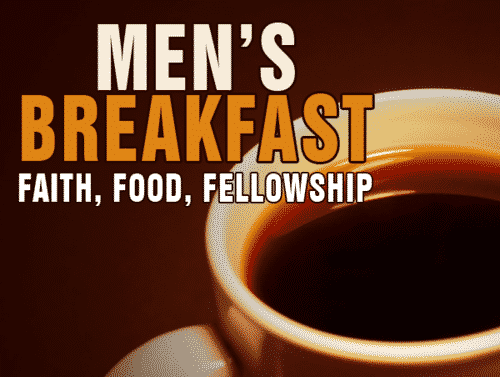 MEN'S
BREAKFAST
FAITH, FOOD, FELLOWSHIP